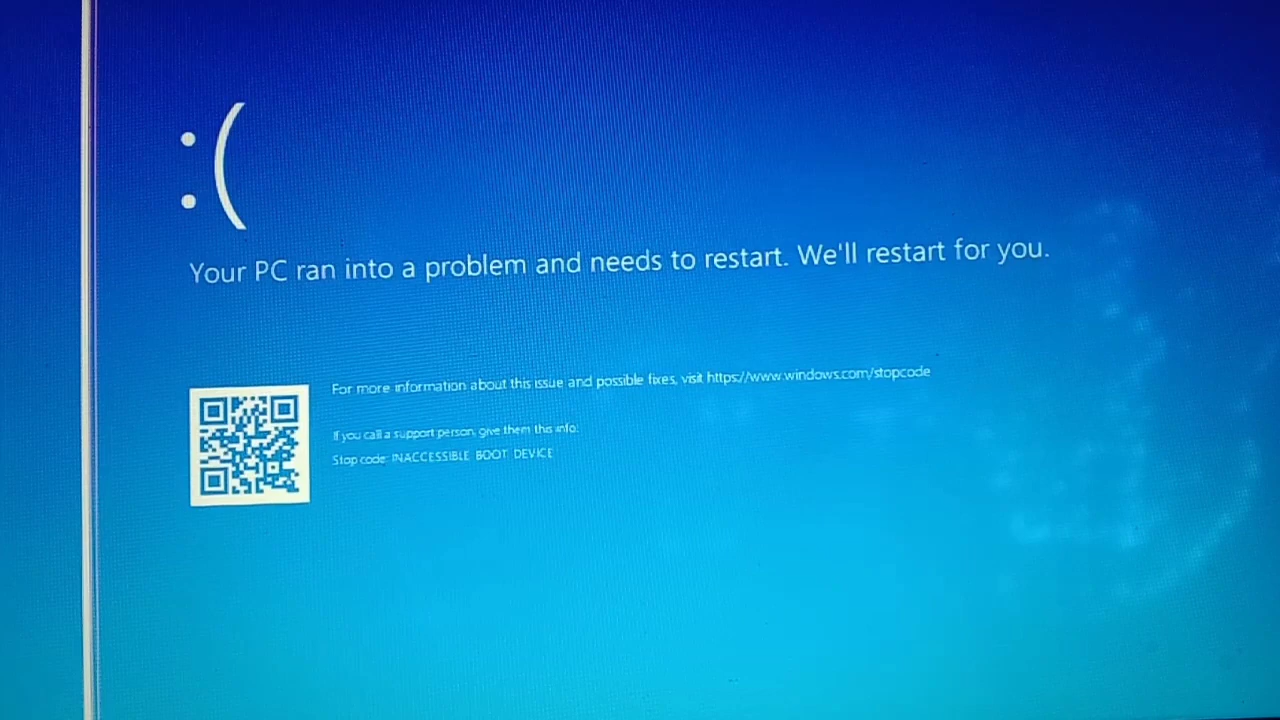 :(
Your PC ran into a problem and needs to restart. We'll restart for you.
For more information about this issue and possible fixes, visit https://www.windows.com/stopcode
If you call a support person, give them this info:
Stop code: INACCESSIBLE BOOT DEVICE